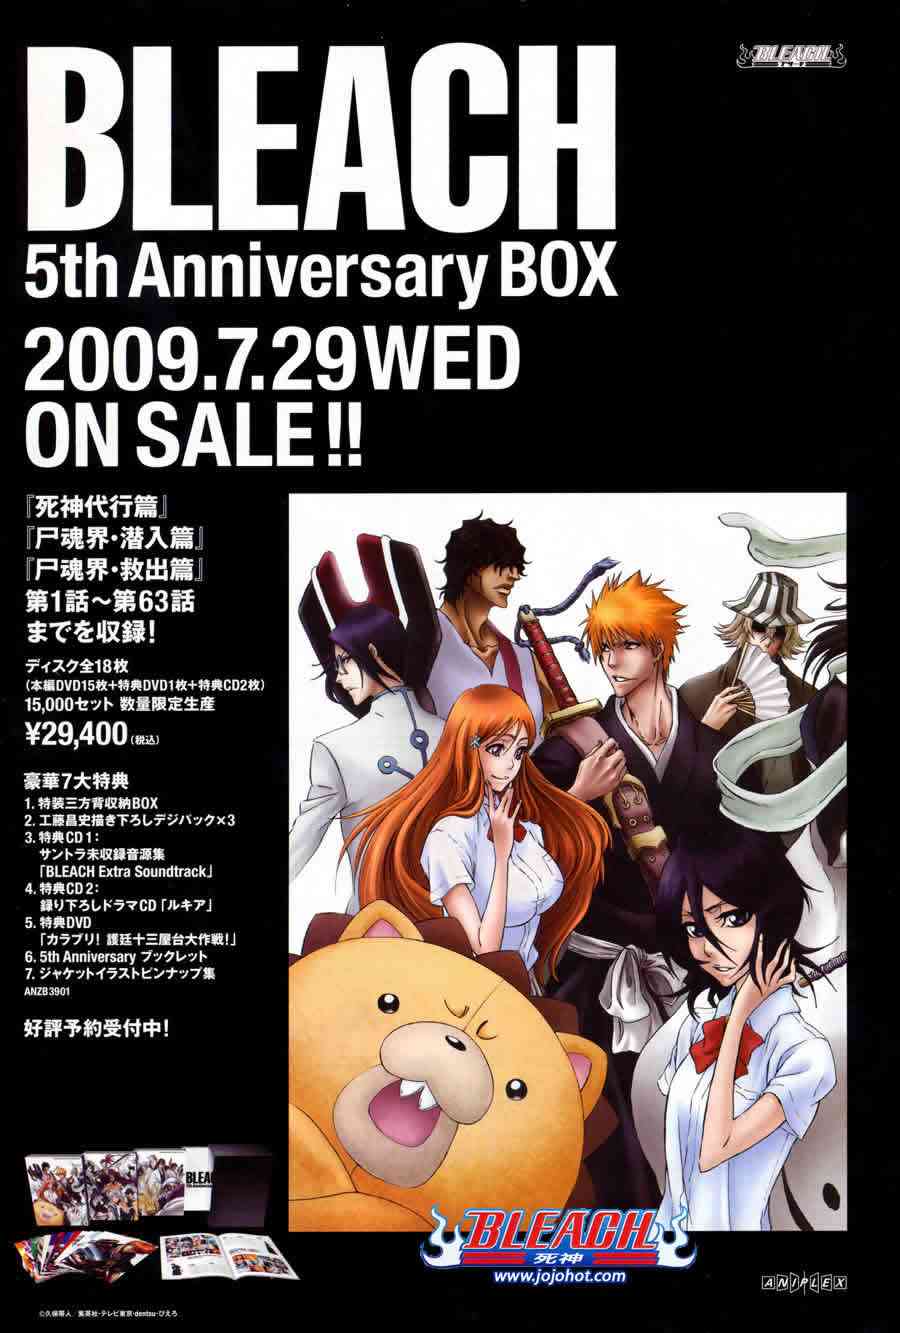 BLEACH
BLEACH
5th Anniversary BOX
2009.7.29 WED
ON SALE!!
『死神代行篇』
『尸魂界・潜入篇』
『尸魂界・救出篇』
第1話〜第63話
までを収録!
ディスク全18枚
(本編DVD15枚+特典DVD1枚+特典CD2枚)
15,000セット 数量限定生産
¥29,400(税込)
豪華7大特典
1. 特装三方背収納BOX
2. 工藤昌史描き下ろしデジパック×3
3. 特典CD1:
サントラ未収録音源集
「BLEACH Extra Soundtrack」
4. 特典CD2:
録り下ろしドラマCD「ルキア」
5. 特典DVD
「カラブリ! 護廷十三屋台大作戦!」
6. 5th Anniversary ブックレット
7. ジャケットイラストピンナップ集
ANZB3901
好評予約受付中!
BLEACH
死神
www.jojohot.com
ANIPLEX
©久保帯人 集英社・テレビ東京・dentsu・ぴえろ